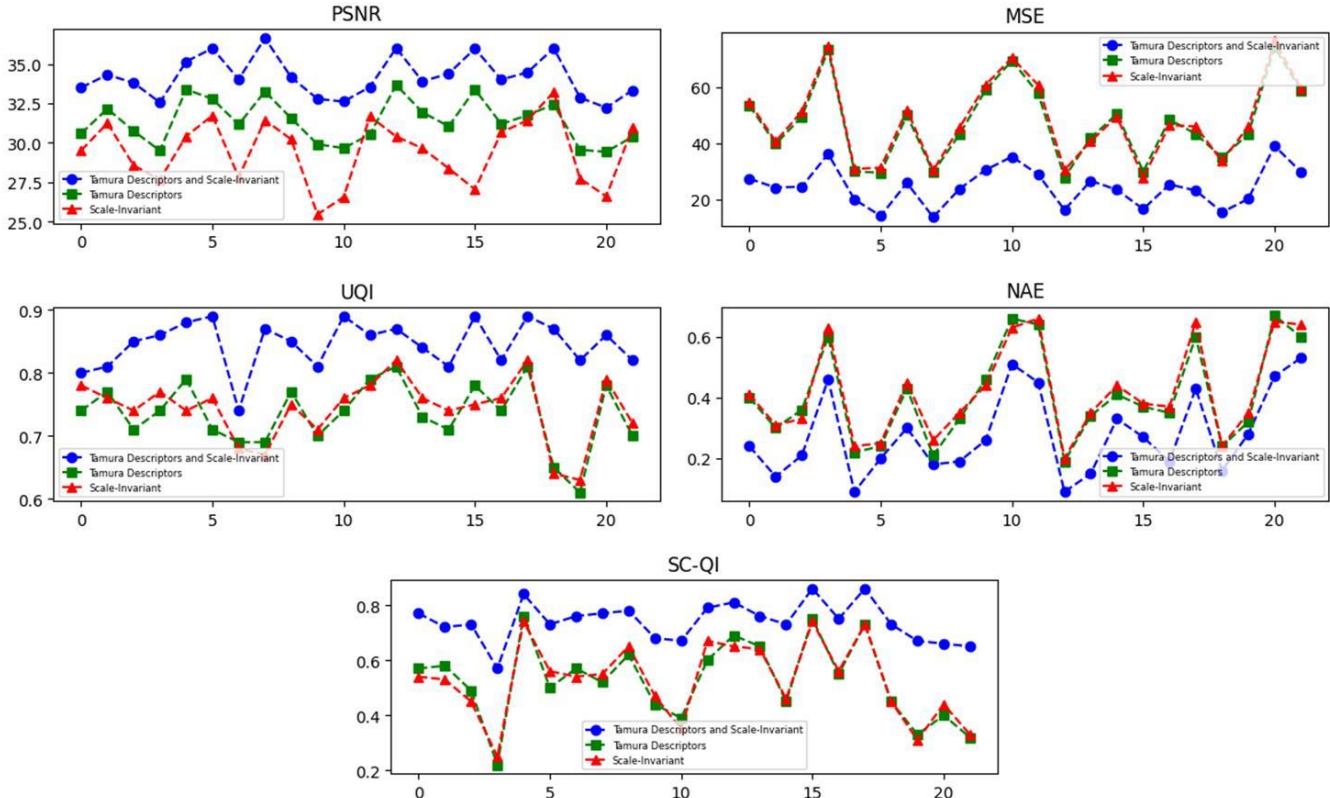 PSNR
35.0
32.5
30.0
27.5
25.0
0 5 10 15 20
Tamura Descriptors and Scale-Invariant
Tamura Descriptors
Scale-Invariant
MSE
60
40
20
0 5 10 15 20
Tamura Descriptors and Scale-Invariant
Tamura Descriptors
Scale-Invariant
UQI
0.9
0.8
0.7
0.6
0 5 10 15 20
Tamura Descriptors and Scale-Invariant
Tamura Descriptors
Scale-Invariant
NAE
0.6
0.4
0.2
0 5 10 15 20
Tamura Descriptors and Scale-Invariant
Tamura Descriptors
Scale-Invariant
SC-QI
0.8
0.6
0.4
0.2
0 5 10 15 20
Tamura Descriptors and Scale-Invariant
Tamura Descriptors
Scale-Invariant